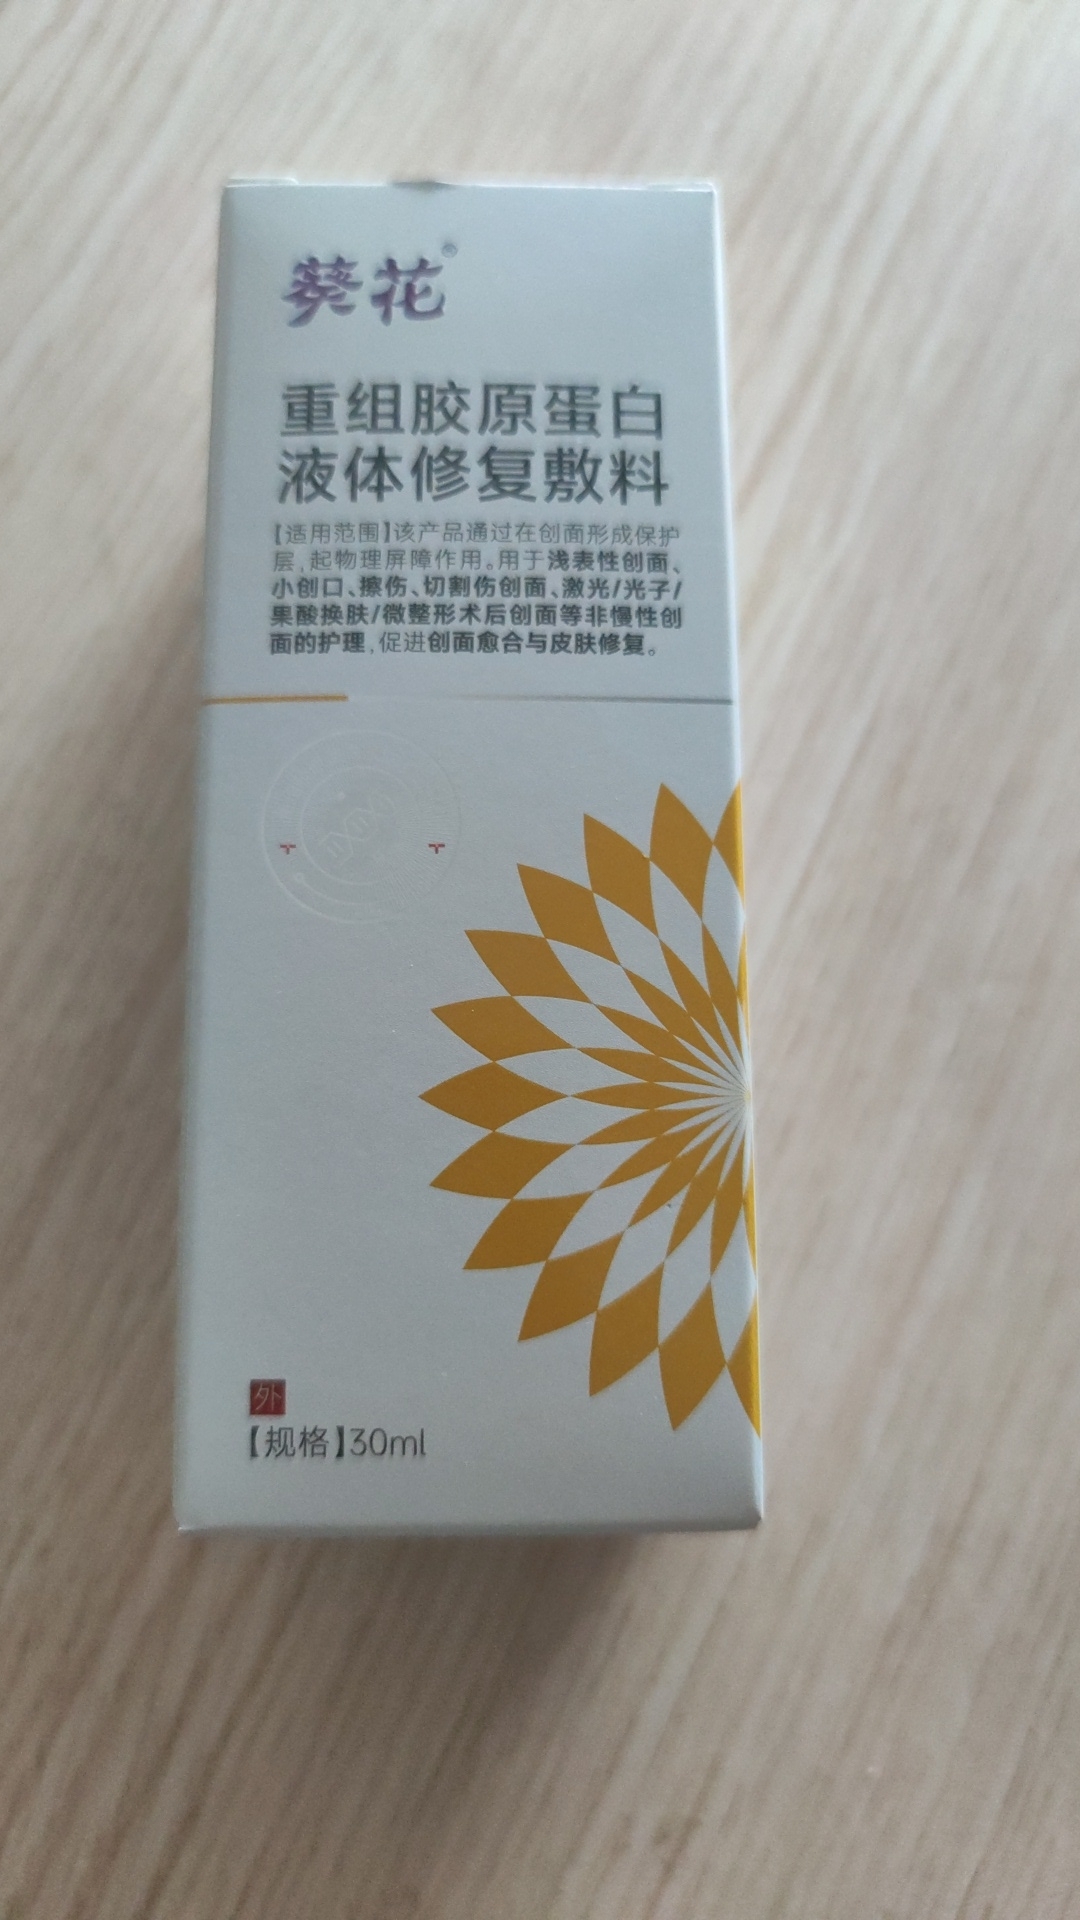 葵花®
重组胶原蛋白
液体修复敷料
【适用范围】该产品通过在创面形成保护
层,起物理屏障作用。用于浅表性创面、
小创口、擦伤、切割伤创面、激光/光子/
果酸换肤/微整形术后创面等非慢性创
面的护理,促进创面愈合与皮肤修复。
外
【规格】30ml